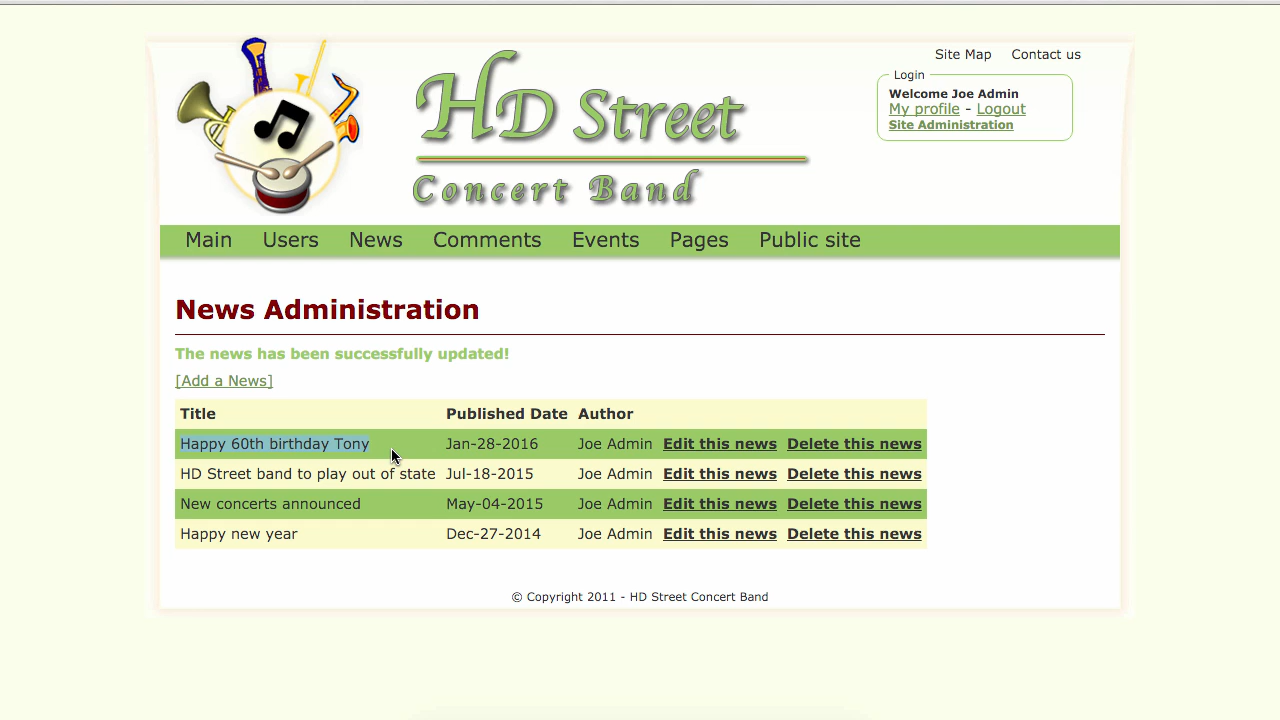 HD Street
Concert Band
Site Map Contact us
Login
Welcome Joe Admin
My profile - Logout
Site Administration
Main Users News Comments Events Pages Public site
News Administration
The news has been successfully updated!
[Add a News]
Title Published Date Author
Happy 60th birthday Tony Jan-28-2016 Joe Admin Edit this news Delete this news
HD Street band to play out of state Jul-18-2015 Joe Admin Edit this news Delete this news
New concerts announced May-04-2015 Joe Admin Edit this news Delete this news
Happy new year Dec-27-2014 Joe Admin Edit this news Delete this news
© Copyright 2011 - HD Street Concert Band